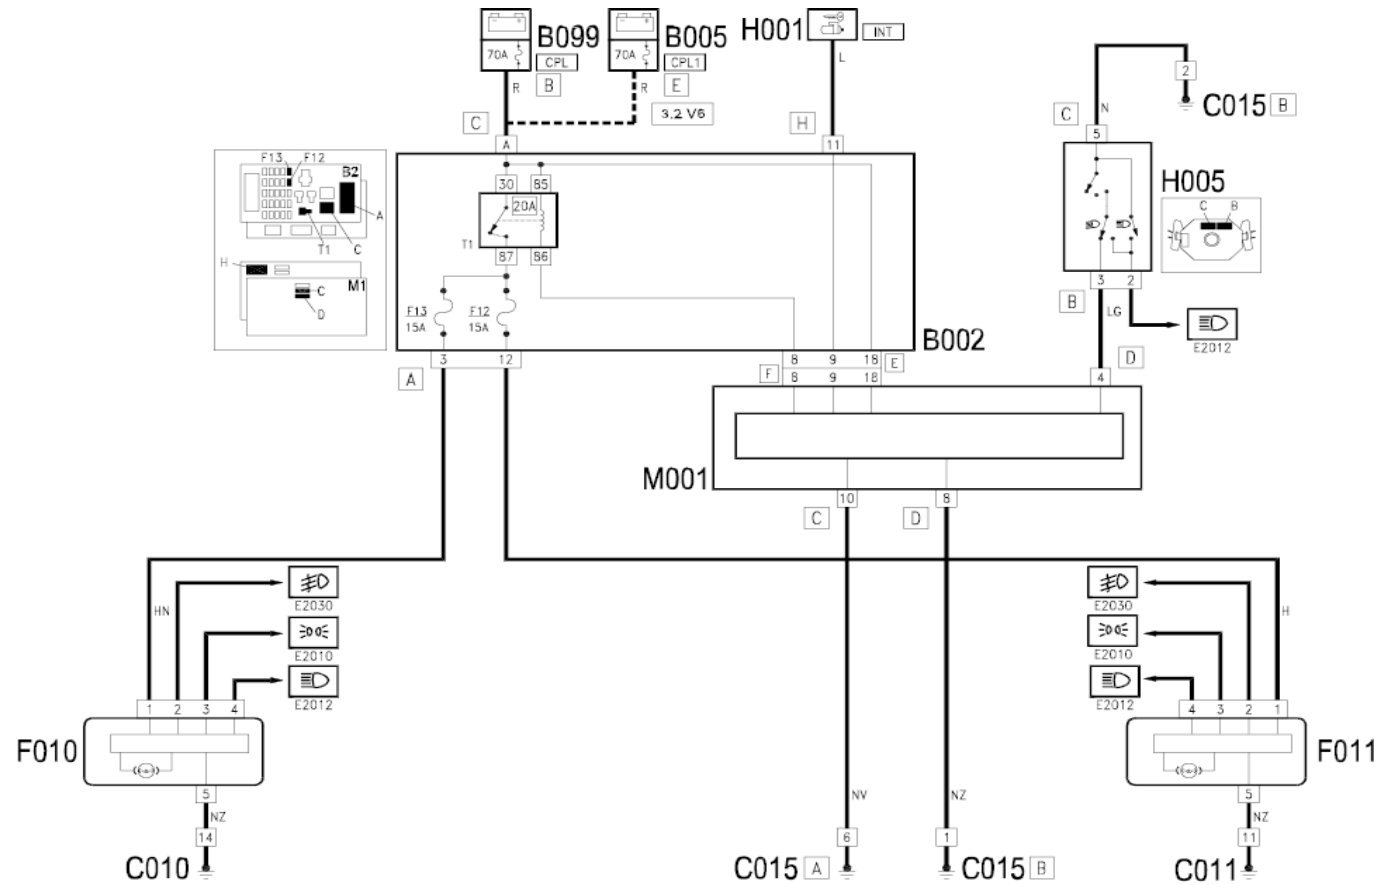 B099
B005
H001
INT
70A
CPL
70A
CPL1
R
B
R
E
L
3.2 V6
2
C015 B
C
N
C
H
5
A
11
F13
F12
B2
H005
30
85
C
B
A
20A
T1
C
T1
H
87
86
3
2
M1
C
B
D
LG
F13
15A
F12
15A
E2012
B002
3
12
8
9
18
E
D
A
F
8
9
18
4
M001
10
8
C
D
HN
E2030
E2010
E2012
E2030
E2010
E2012
H
1
2
3
4
4
3
2
1
F010
F011
5
5
NV
NZ
NZ
NZ
14
6
1
11
C010
C015 A
C015 B
C011